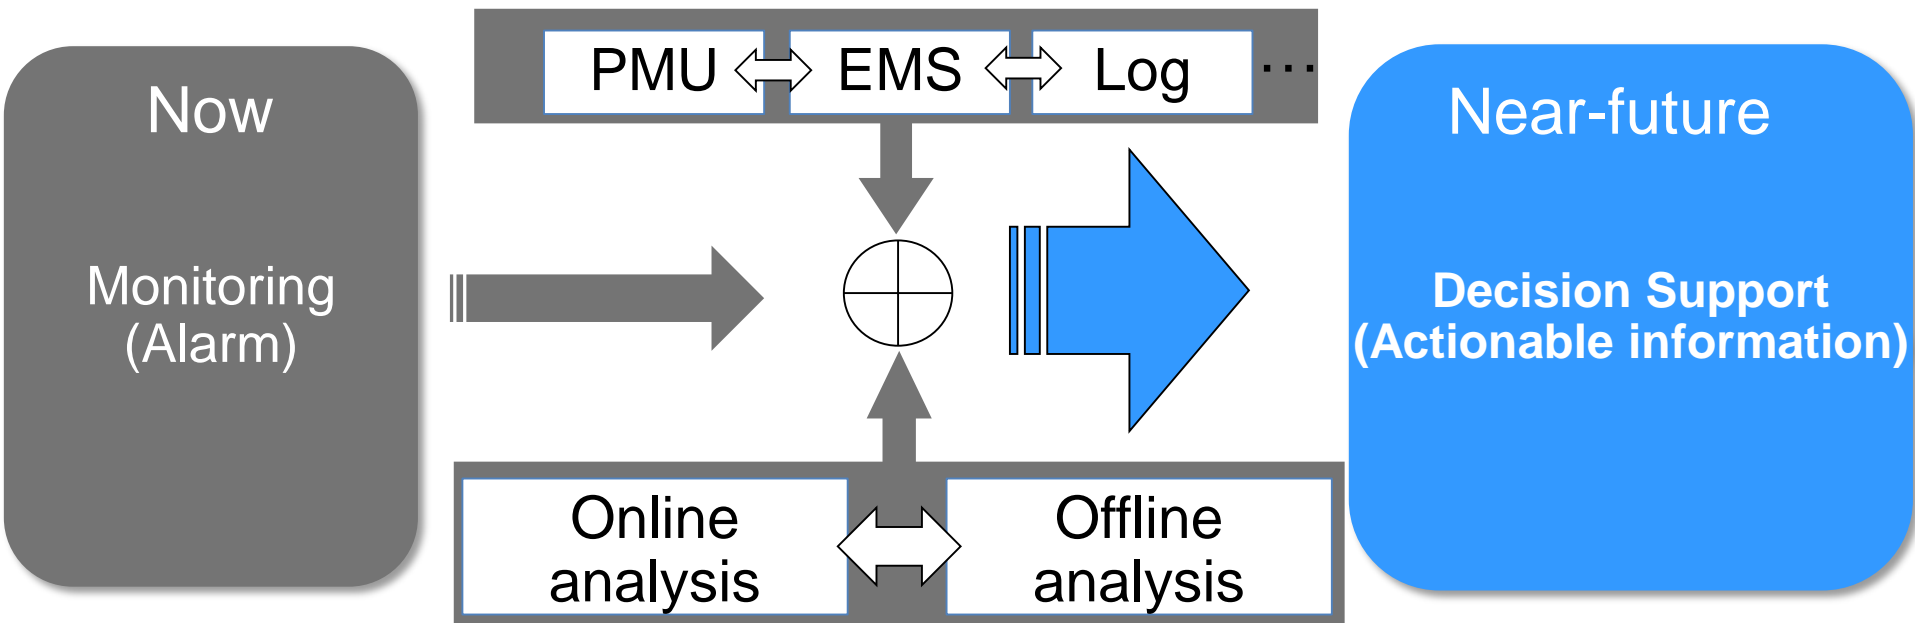 Now
Monitoring
(Alarm)
PMU
EMS
Log
...
Online
analysis
Offline
analysis
Near-future
Decision Support
(Actionable information)